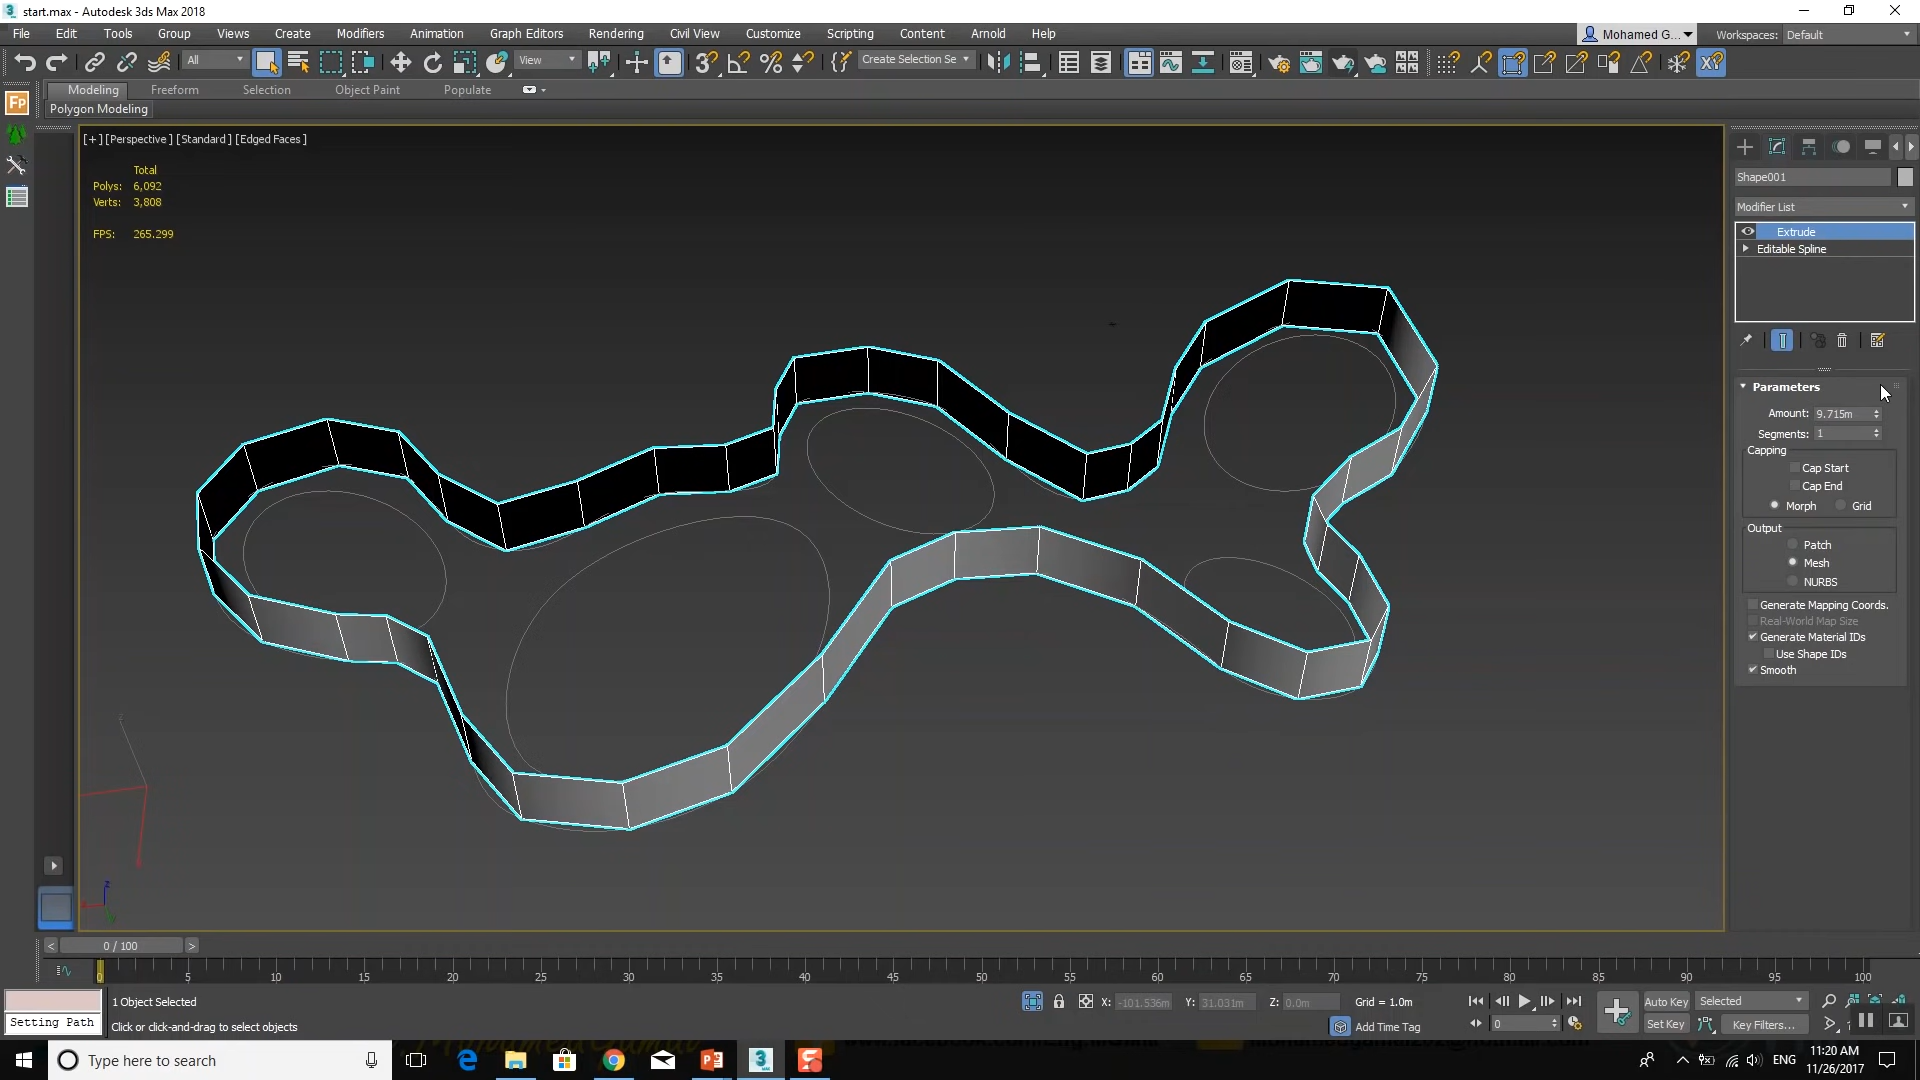 start.max - Autodesk 3ds Max 2018
File Edit Tools Group Views Create Modifiers Animation Graph Editors Rendering Civil View Customize Scripting Content Arnold Help
Mohamed G... Workspaces: Default
All View Create Selection Se
Modeling Freeform Selection Object Paint Populate
Polygon Modeling
[+] [Perspective] [Standard] [Edged Faces]
Total
Polys: 6,092
Verts: 3,808
FPS: 265.299
Shape001
Modifier List
Extrude
Editable Spline
Parameters
Amount: 9.715m
Segments: 1
Capping
Cap Start
Cap End
Morph Grid
Output
Patch
Mesh
NURBS
Generate Mapping Coords.
Real-World Map Size
Generate Material IDs
Use Shape IDs
Smooth
< 0 / 100 >
0 5 10 15 20 25 30 35 40 45 50 55 60 65 70 75 80 85 90 95 100
1 Object Selected
X: -101.536m Y: 31.031m Z: 0.0m Grid = 1.0m
Auto Key Selected
Setting Path
Click or click-and-drag to select objects
Add Time Tag
0
Set Key Key Filters...
Type here to search
ENG
11:20 AM
11/26/2017